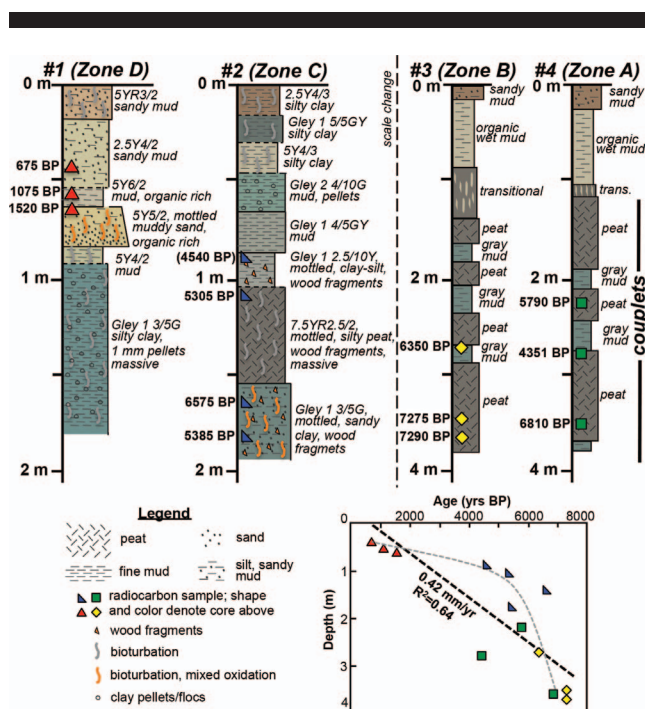 #1 (Zone D)
0 m
5YR3/2
sandy mud
2.5Y4/2
sandy mud
675 BP
1075 BP
5Y6/2
mud, organic rich
1520 BP
5Y5/2, mottled
muddy sand,
organic rich
5Y4/2
mud
1 m
Gley 1 3/5G
silty clay,
1 mm pellets
massive
2 m
#2 (Zone C)
0 m
2.5Y4/3
silty clay
Gley 1 5/5GY
silty clay
5Y4/3
silty clay
Gley 2 4/10G
mud, pellets
Gley 1 4/5GY
mud
(4540 BP)
Gley 1 2.5/10Y,
mottled, clay-silt,
wood fragments
1 m
5305 BP
7.5YR2.5/2,
mottled, silty peat,
wood fragments,
massive
6575 BP
Gley 1 3/5G,
mottled, sandy
clay, wood
fragmets
5385 BP
2 m
scale change
#3 (Zone B)
0 m
sandy
mud
organic
wet mud
transitional
peat
gray
mud
2 m
peat
gray
mud
peat
6350 BP
gray
mud
peat
7275 BP
7290 BP
4 m
#4 (Zone A)
0 m
sandy
mud
organic
wet mud
trans.
peat
2 m
gray
mud
5790 BP
peat
gray
mud
4351 BP
peat
6810 BP
4 m
couplets
Legend
peat
sand
fine mud
silt, sandy
mud
radiocarbon sample; shape
and color denote core above
wood fragments
bioturbation
bioturbation, mixed oxidation
clay pellets/flocs
Age (yrs BP)
0
2000
4000
6000
8000
1
2
3
4
Depth (m)
0.42 mm/yr
R²=0.64